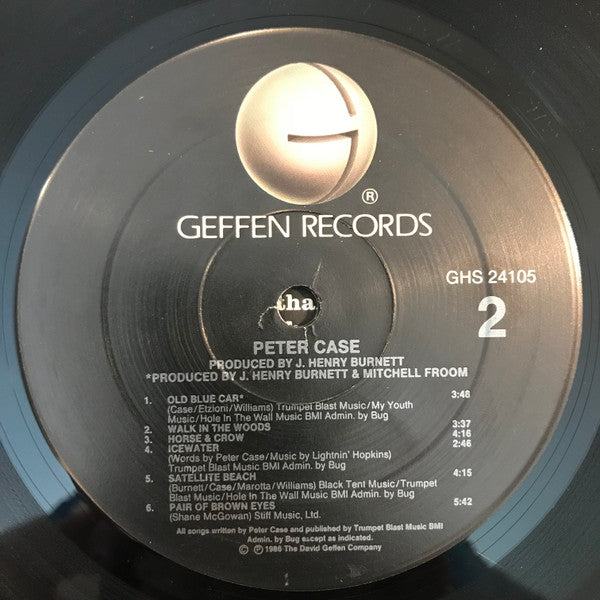 G
®
GEFFEN RECORDS
GHS 24105
2
tha
PETER CASE
PRODUCED BY J. HENRY BURNETT
*PRODUCED BY J. HENRY BURNETT & MITCHELL FROOM
1. OLD BLUE CAR* 3:48
(Case/Etzioni/Williams) Trumpet Blast Music/My Youth
Music/Hole In The Wall Music BMI Admin. by Bug
2. WALK IN THE WOODS 3:37
3. HORSE & CROW 4:16
4. ICEWATER 2:46
(Words by Peter Case/Music by Lightnin' Hopkins)
Trumpet Blast Music BMI Admin. by Bug
5. SATELLITE BEACH 4:15
(Burnett/Case/Marotta/Williams) Black Tent Music/Trumpet
Blast Music/Hole In The Wall Music BMI Admin. by Bug
6. PAIR OF BROWN EYES 5:42
(Shane McGowan) Stiff Music, Ltd.
All songs written by Peter Case and published by Trumpet Blast Music BMI
Admin. by Bug except as indicated.
© ℗ 1986 The David Geffen Company